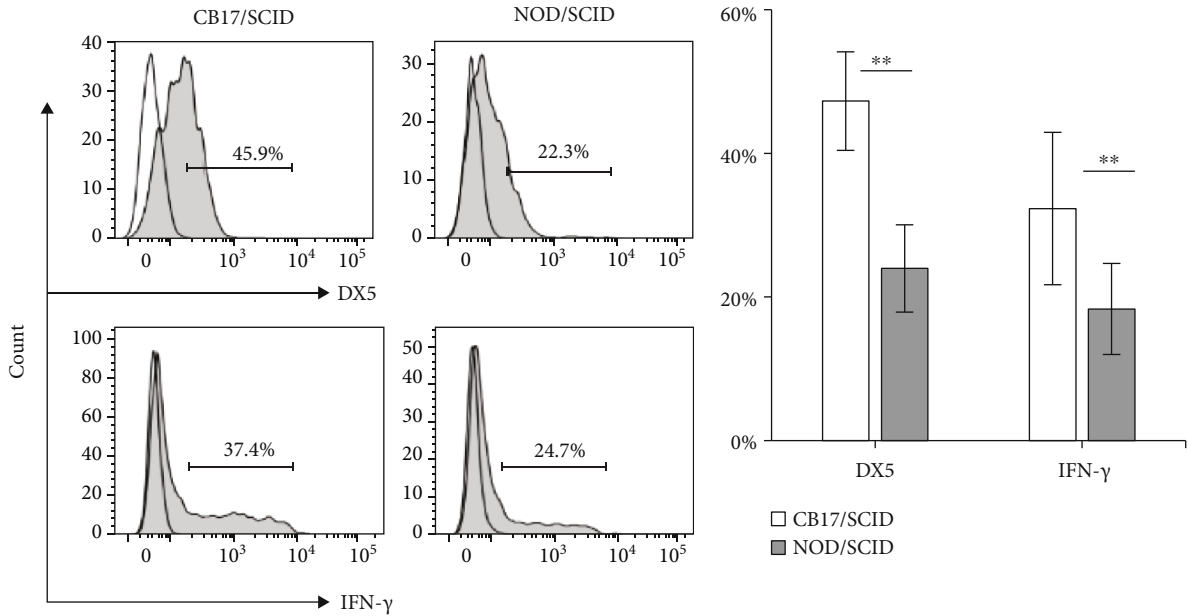 CB17/SCID
NOD/SCID
40
30
20
10
0
45.9%
0 10³ 10⁴ 10⁵
30
20
10
0
22.3%
0 10³ 10⁴ 10⁵
DX5
Count
100
80
60
40
20
0
37.4%
0 10³ 10⁴ 10⁵
50
40
30
20
10
0
24.7%
0 10³ 10⁴ 10⁵
IFN-γ
60%
40%
20%
0%
**
**
DX5
IFN-γ
CB17/SCID
NOD/SCID